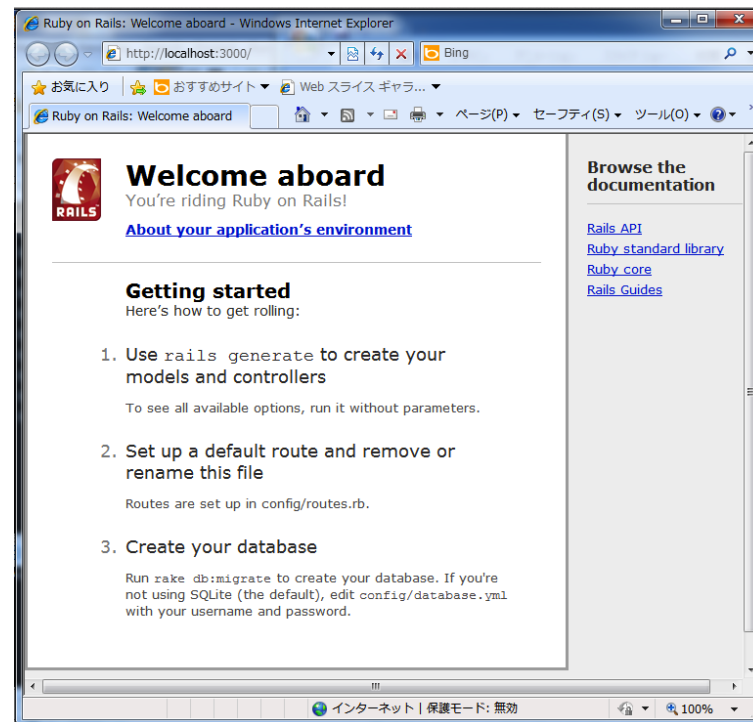 Ruby on Rails: Welcome aboard - Windows Internet Explorer
http://localhost:3000/
Bing
お気に入り
おすすめサイト
Web スライス ギャラ...
Ruby on Rails: Welcome aboard
ページ(P)
セーフティ(S)
ツール(O)
RAILS
Welcome aboard
You're riding Ruby on Rails!
About your application's environment
Getting started
Here's how to get rolling:
1. Use rails generate to create your
models and controllers
To see all available options, run it without parameters.
2. Set up a default route and remove or
rename this file
Routes are set up in config/routes.rb.
3. Create your database
Run rake db:migrate to create your database. If you're
not using SQLite (the default), edit config/database.yml
with your username and password.
Browse the
documentation
Rails API
Ruby standard library
Ruby core
Rails Guides
インターネット | 保護モード: 無効
100%